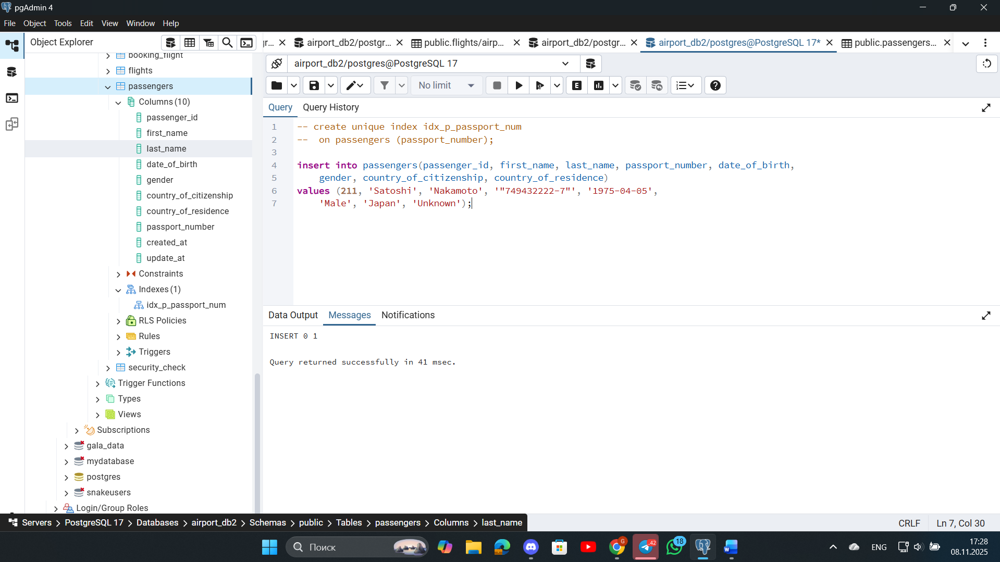 pgAdmin 4
File Object Tools Edit View Window Help
Object Explorer
gr... airport_db2/postgr... public.flights/airp... airport_db2/postgr... airport_db2/postgres@PostgreSQL 17* public.passengers...
airport_db2/postgres@PostgreSQL 17
No limit
Query Query History
booking_flight
flights
passengers
Columns (10)
passenger_id
first_name
last_name
date_of_birth
gender
country_of_citizenship
country_of_residence
passport_number
created_at
update_at
Constraints
Indexes (1)
idx_p_passport_num
RLS Policies
Rules
Triggers
security_check
Trigger Functions
Types
Views
Subscriptions
gala_data
mydatabase
postgres
snakeusers
Login/Group Roles
1 -- create unique index idx_p_passport_num
2 --  on passengers (passport_number);
3
4 insert into passengers(passenger_id, first_name, last_name, passport_number, date_of_birth,
5     gender, country_of_citizenship, country_of_residence)
6 values (211, 'Satoshi', 'Nakamoto', '"749432222-7"', '1975-04-05',
7     'Male', 'Japan', 'Unknown');
Data Output Messages Notifications
INSERT 0 1
Query returned successfully in 41 msec.
Servers > PostgreSQL 17 > Databases > airport_db2 > Schemas > public > Tables > passengers > Columns > last_name
CRLF Ln 7, Col 30
Поиск
G
42
18
ENG
17:28
08.11.2025